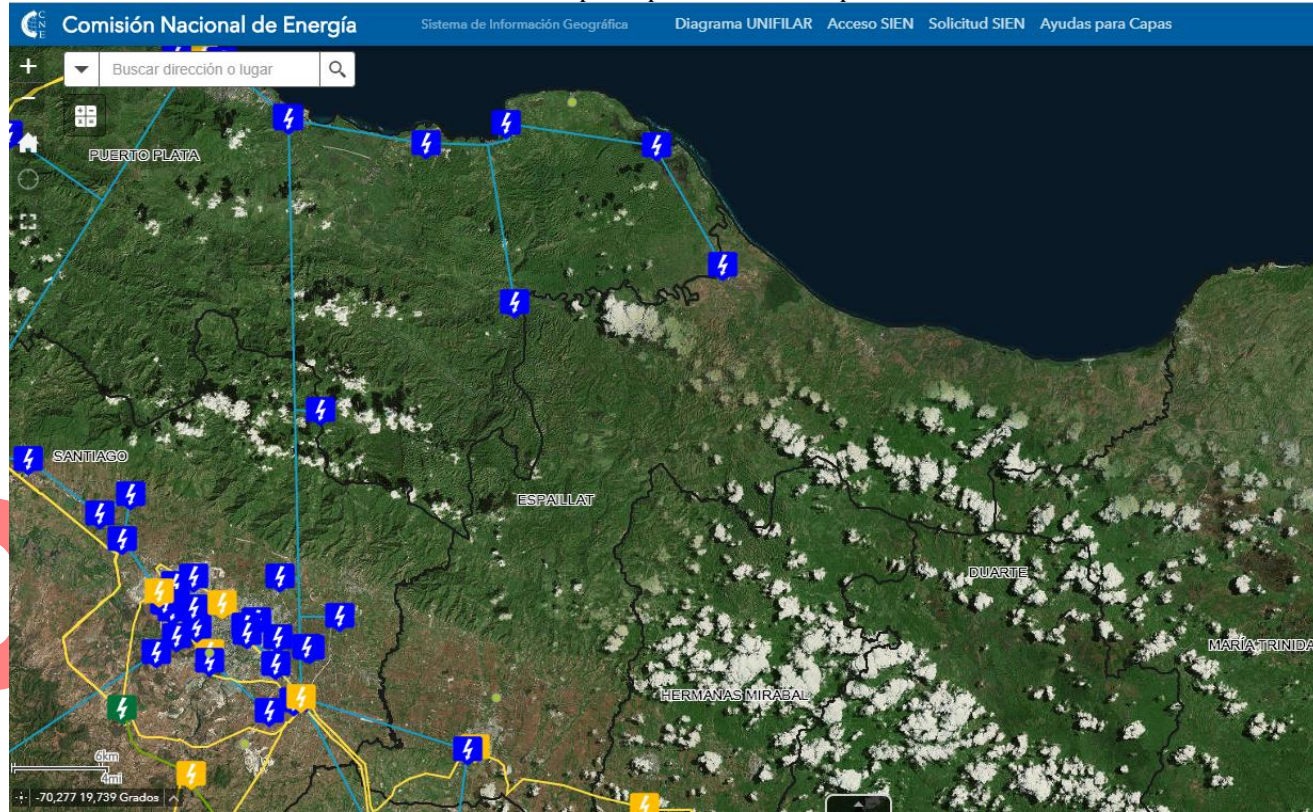 CNE
Comisión Nacional de Energía
Sistema de Información Geográfica
Diagrama UNIFILAR Acceso SIEN Solicitud SIEN Ayudas para Capas
+
Buscar dirección o lugar
PUERTO PLATA
SANTIAGO
ESPAILLAT
DUARTE
MARÍA TRINIDA
HERMANAS MIRABAL
6km
4mi
-70,277 19,739 Grados